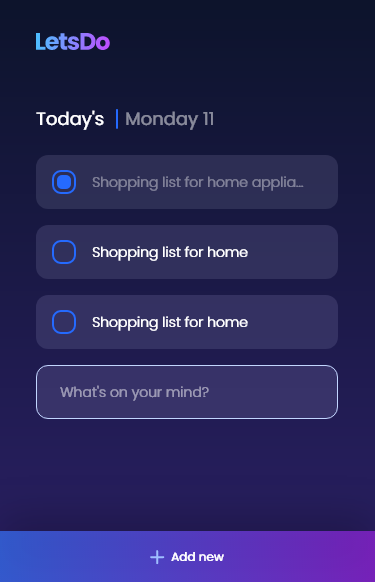 LetsDo
Today's | Monday 11
Shopping list for home applia...
Shopping list for home
Shopping list for home
What's on your mind?
Add new